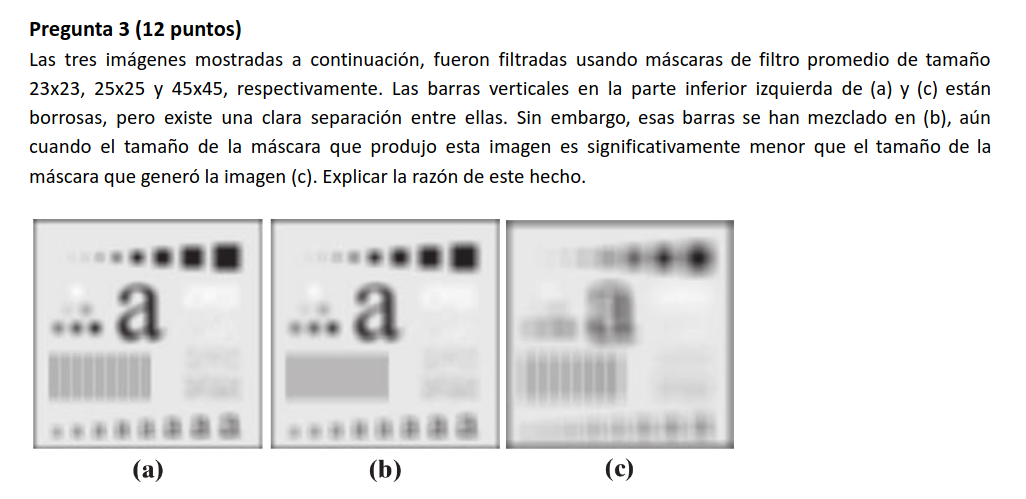 Pregunta 3 (12 puntos)
Las tres imágenes mostradas a continuación, fueron filtradas usando máscaras de filtro promedio de tamaño
23x23, 25x25 y 45x45, respectivamente. Las barras verticales en la parte inferior izquierda de (a) y (c) están
borrosas, pero existe una clara separación entre ellas. Sin embargo, esas barras se han mezclado en (b), aún
cuando el tamaño de la máscara que produjo esta imagen es significativamente menor que el tamaño de la
máscara que generó la imagen (c). Explicar la razón de este hecho.
a a
(a) (b) (c)